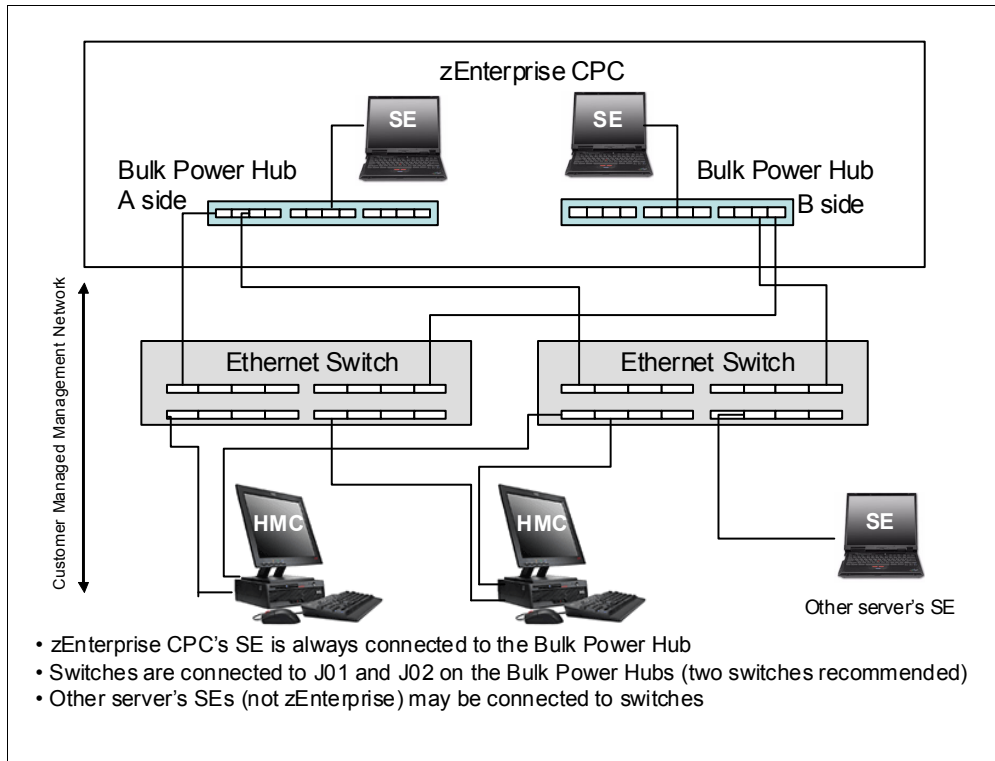 zEnterprise CPC
SE
SE
Bulk Power Hub
A side
Bulk Power Hub
B side
Customer Managed Management Network
Ethernet Switch
Ethernet Switch
HMC
HMC
SE
Other server's SE
• zEnterprise CPC's SE is always connected to the Bulk Power Hub
• Switches are connected to J01 and J02 on the Bulk Power Hubs (two switches recommended)
• Other server's SEs (not zEnterprise) may be connected to switches